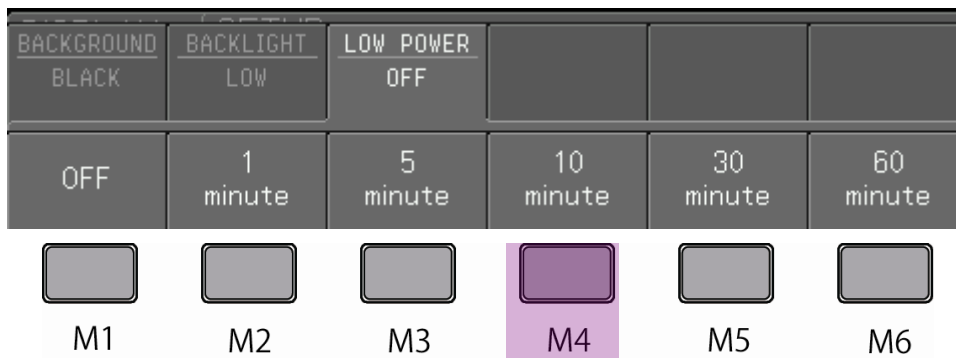 BACKGROUND BACKLIGHT LOW POWER
BLACK LOW OFF
OFF 1 minute 5 minute 10 minute 30 minute 60 minute
M1 M2 M3 M4 M5 M6